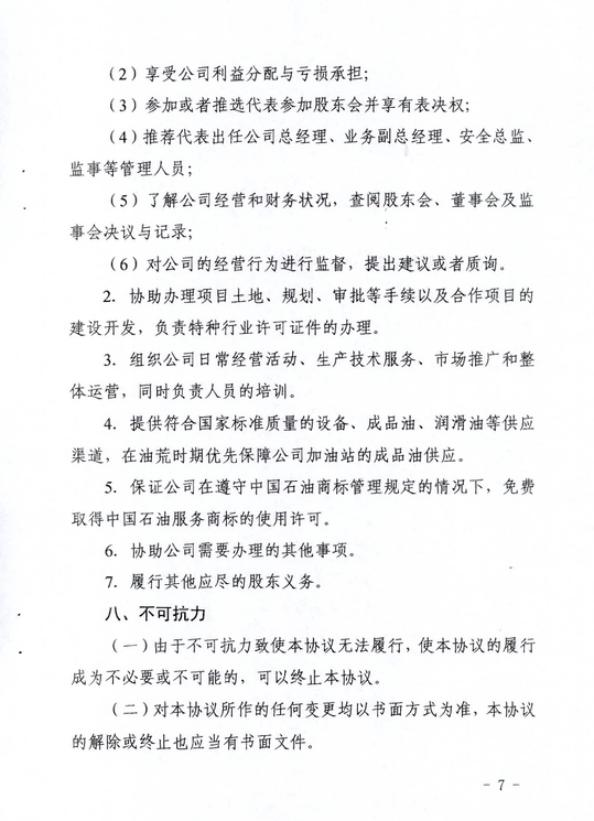 （2）享受公司利益分配与亏损承担；
（3）参加或者推选代表参加股东会并享有表决权；
（4）推荐代表出任公司总经理、业务副总经理、安全总监、
监事等管理人员；
（5）了解公司经营和财务状况，查阅股东会、董事会及监
事会决议与记录；
（6）对公司的经营行为进行监督，提出建议或者质询。
2. 协助办理项目土地、规划、审批等手续以及合作项目的
建设开发，负责特种行业许可证件的办理。
3. 组织公司日常经营活动、生产技术服务、市场推广和整
体运营，同时负责人员的培训。
4. 提供符合国家标准质量的设备、成品油、润滑油等供应
渠道，在油荒时期优先保障公司加油站的成品油供应。
5. 保证公司在遵守中国石油商标管理规定的情况下，免费
取得中国石油服务商标的使用许可。
6. 协助公司需要办理的其他事项。
7. 履行其他应尽的股东义务。
八、不可抗力
（一）由于不可抗力致使本协议无法履行，使本协议的履行
成为不必要或不可能的，可以终止本协议。
（二）对本协议所作的任何变更均以书面方式为准，本协议
的解除或终止也应当有书面文件。
- 7 -